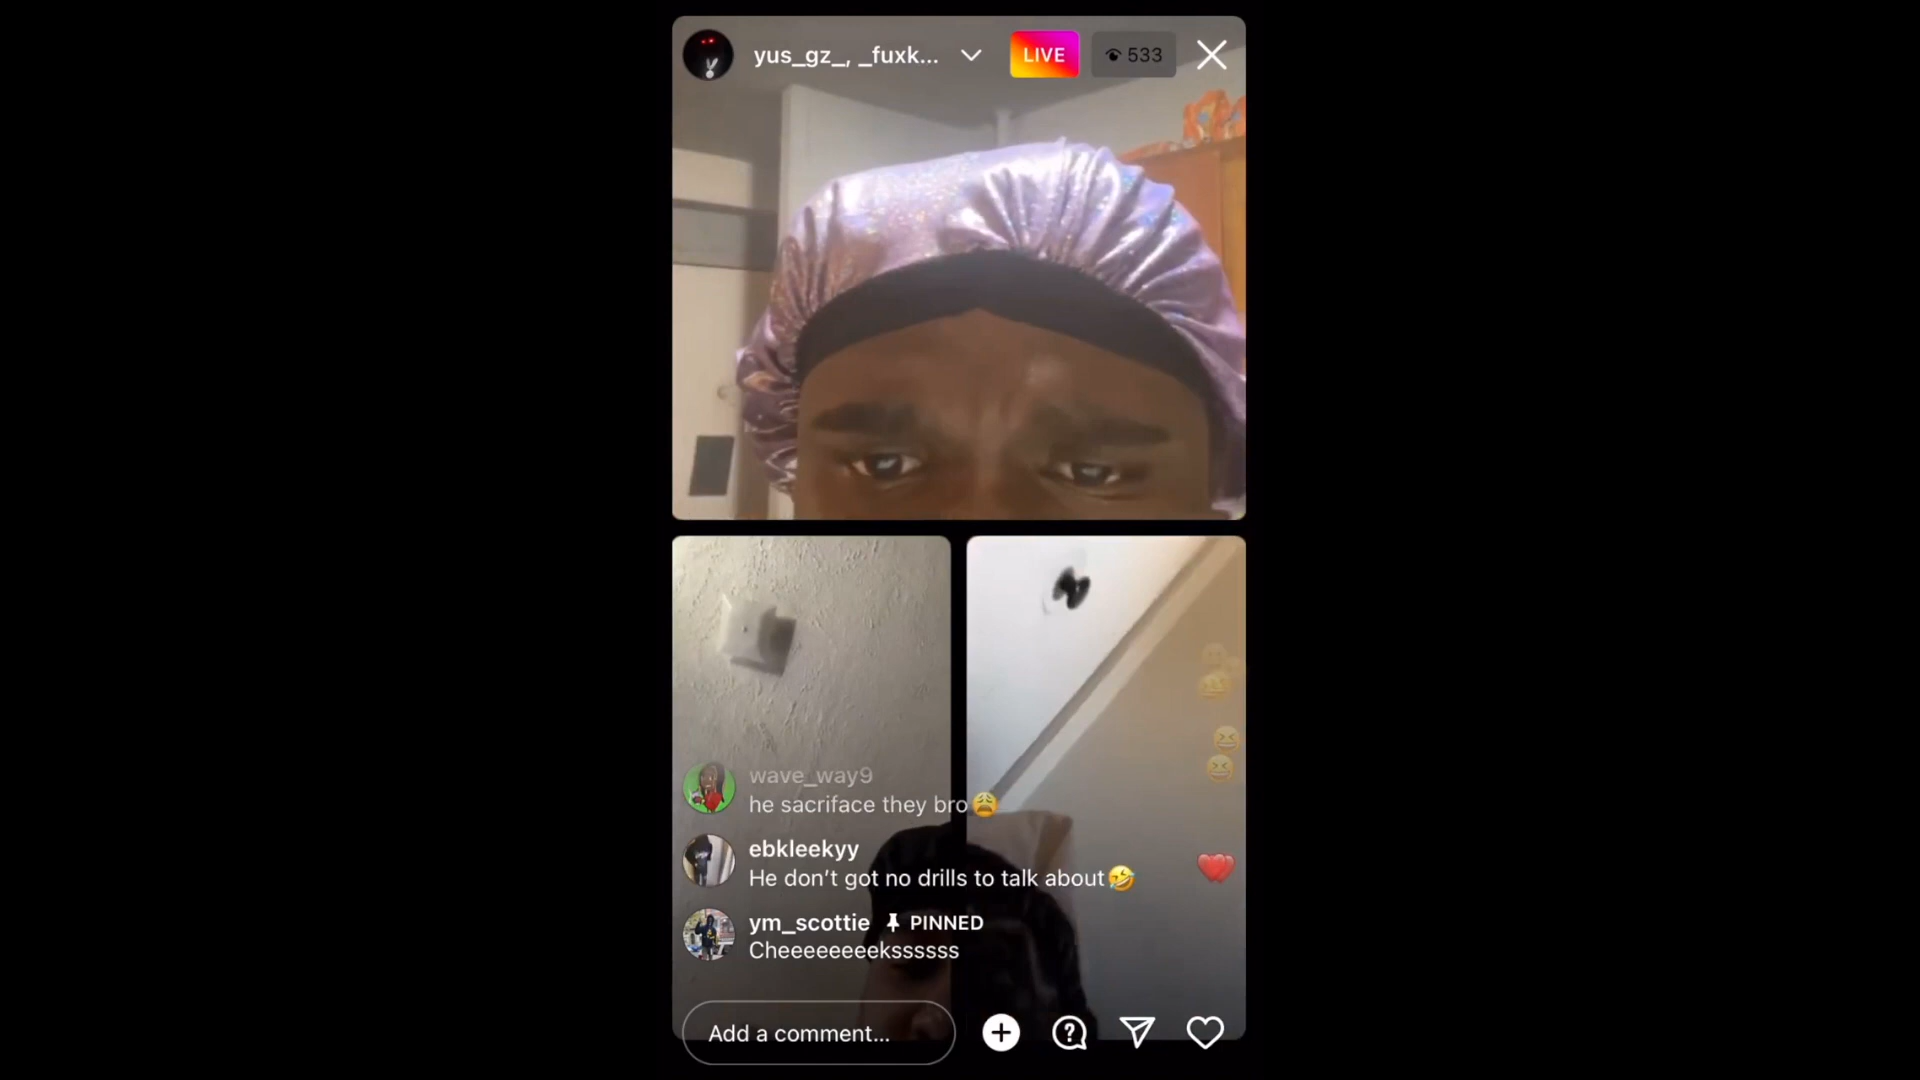 yus_gz_, _fuxk...
LIVE
533
wave_way9
he sacriface they bro😩
ebkleekyy
He don’t got no drills to talk about🤣
ym_scottie PINNED
Cheeeeeeeekssssss
Add a comment...